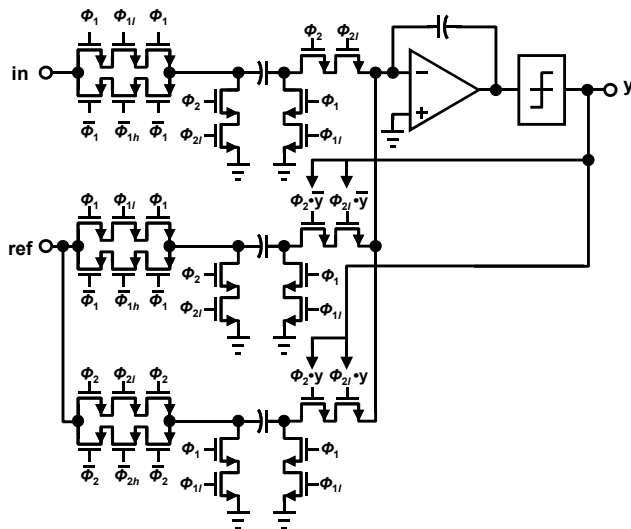 Φ1 Φ1l Φ1
Φ2 Φ2l
in
y
−
+
Φ2 Φ1
Φ̅1 Φ̅1h Φ̅1
Φ2l Φ1l
Φ1 Φ1l Φ1
Φ2•y̅ Φ2l•y̅
ref
Φ2 Φ1
Φ̅1 Φ̅1h Φ̅1
Φ2l Φ1l
Φ2 Φ2l Φ2
Φ2•y Φ2l•y
Φ1 Φ1
Φ̅2 Φ̅2h Φ̅2
Φ1l Φ1l